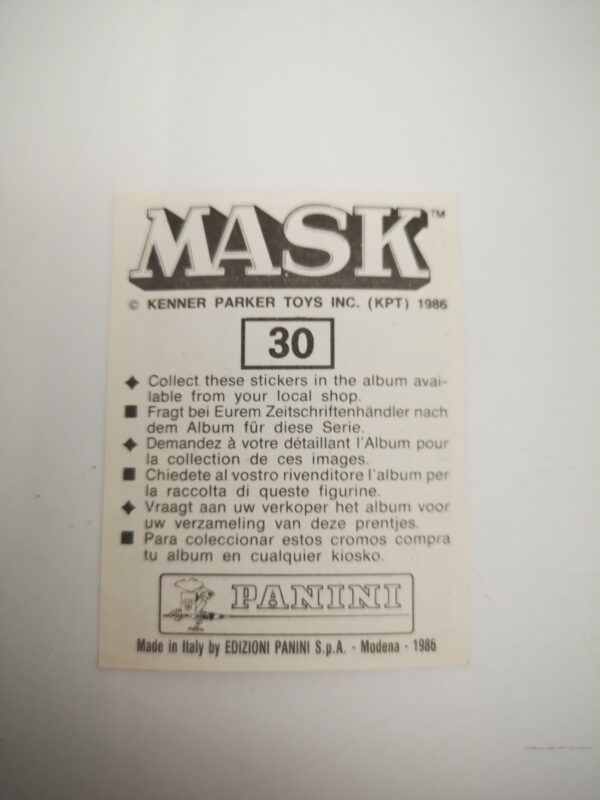 MASK™
© KENNER PARKER TOYS INC. (KPT) 1986
30
◆ Collect these stickers in the album avai-
lable from your local shop.
■ Fragt bei Eurem Zeitschriftenhändler nach
dem Album für diese Serie.
◆ Demandez à votre détaillant l'Album pour
la collection de ces images.
■ Chiedete al vostro rivenditore l'album per
la raccolta di queste figurine.
◆ Vraagt aan uw verkoper het album voor
uw verzameling van deze prentjes.
■ Para coleccionar estos cromos compra
tu album en cualquier kiosko.
PANINI
Made in Italy by EDIZIONI PANINI S.p.A. - Modena - 1986